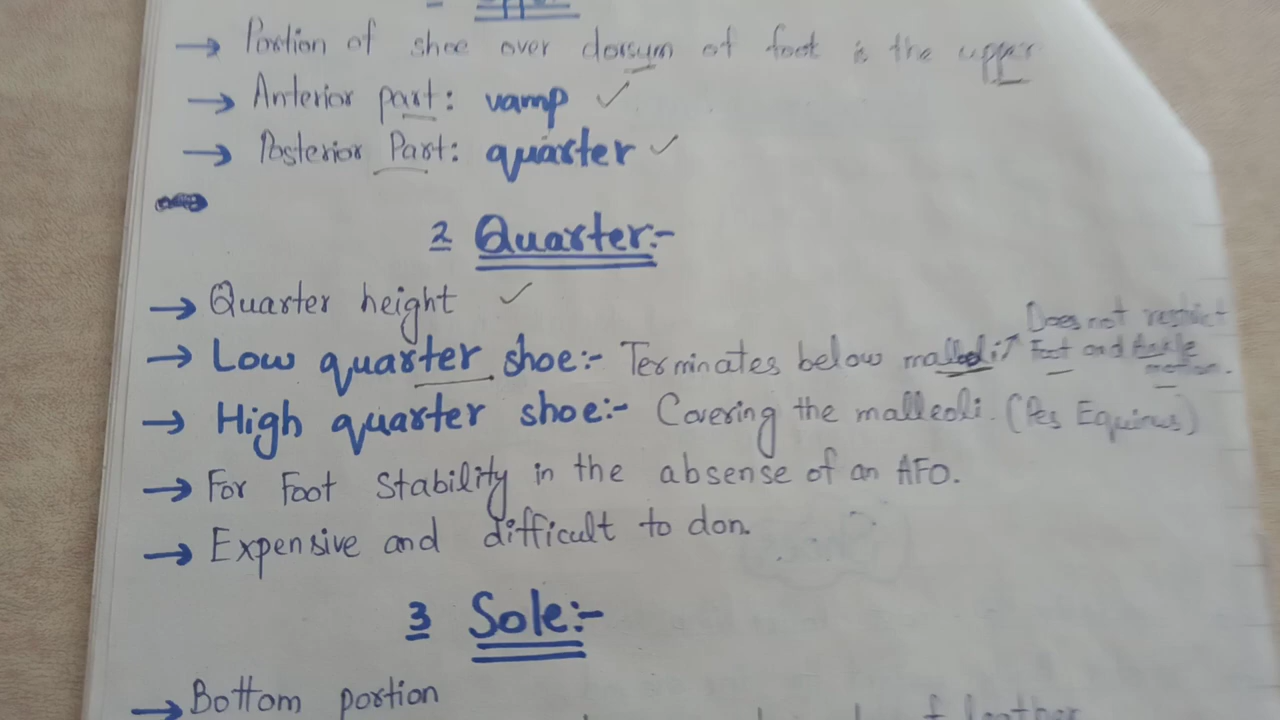 → Portion of shoe over dorsum of foot is the upper
→ Anterior part: vamp ✓
→ Posterior Part: quarter ✓
2 Quarter:-
→ Quarter height ✓
→ Low quarter shoe:- Terminates below malleoli → Does not restrict
Foot and Ankle
motion.
→ High quarter shoe:- Covering the malleoli. (Pes Equinus)
→ For Foot Stability in the absense of an AFO.
→ Expensive and difficult to don.
3 Sole:-
→ Bottom portion
of leather